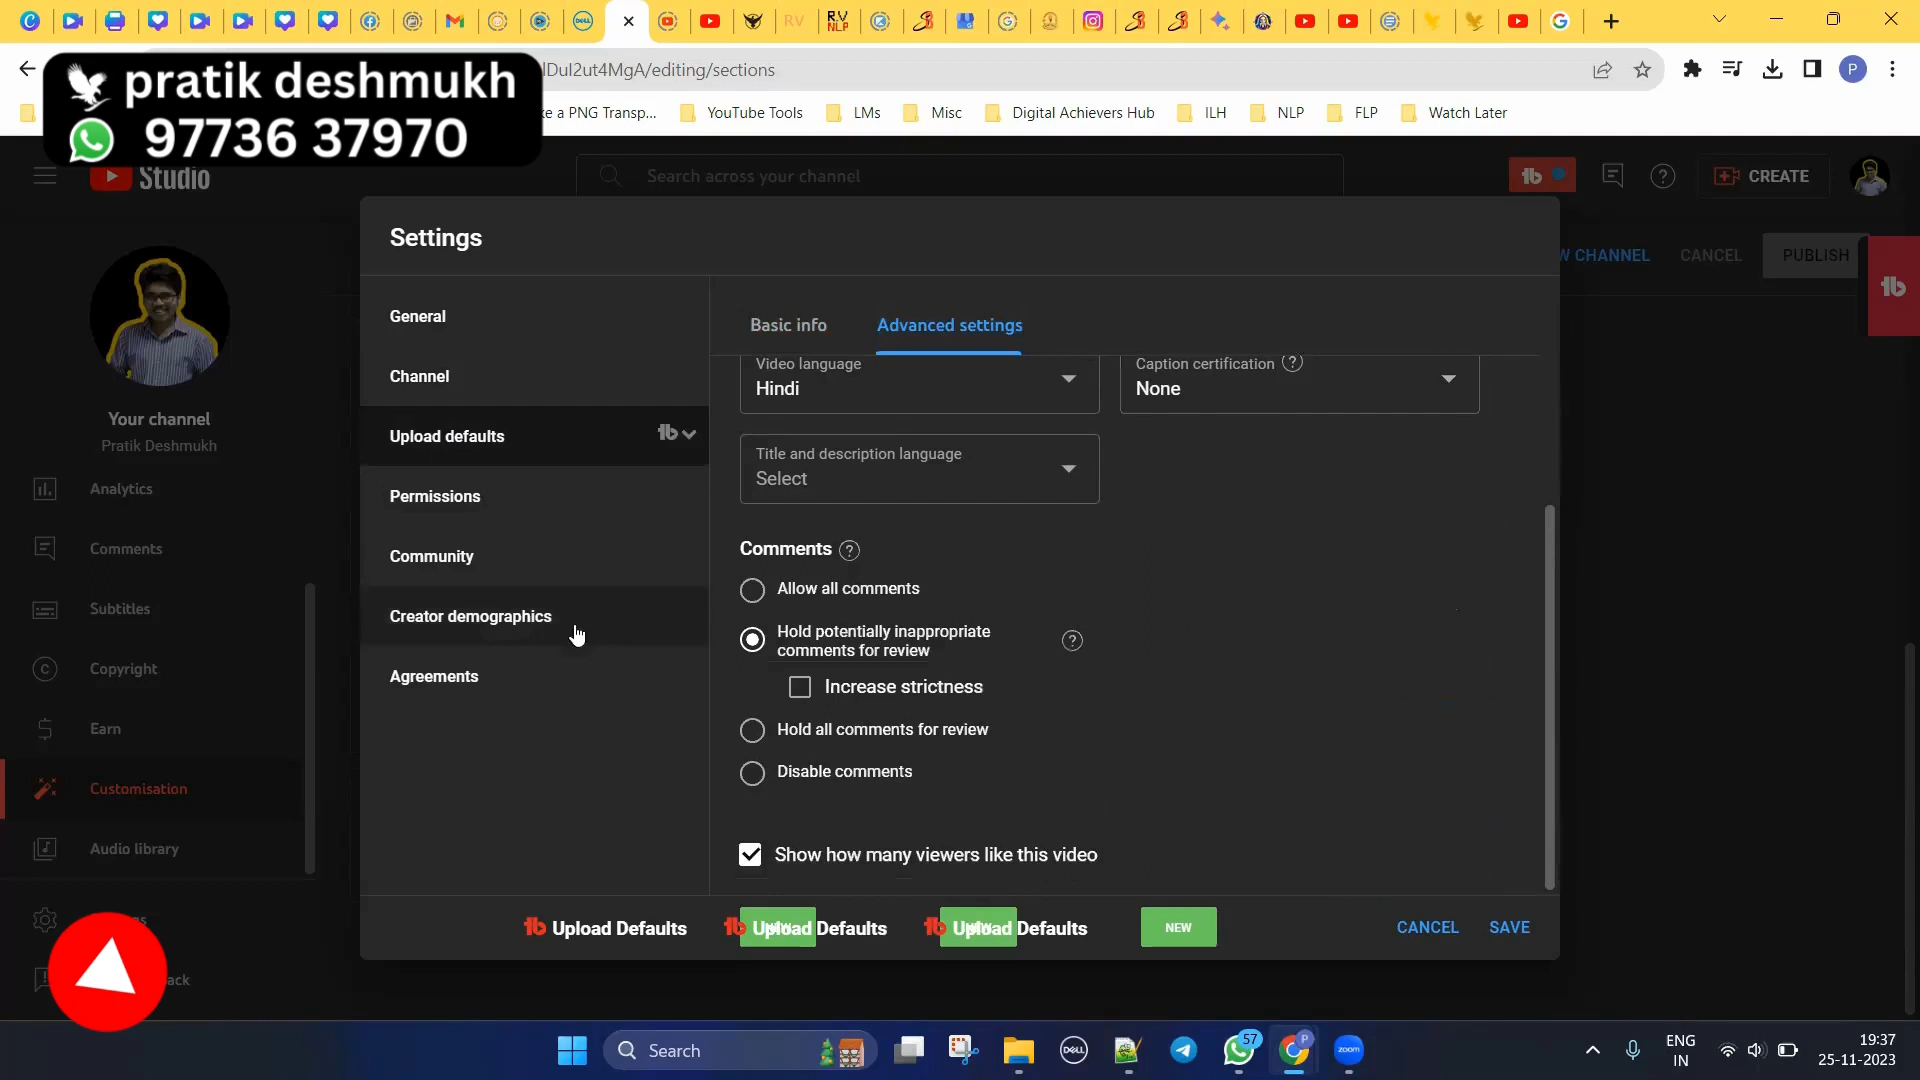 lDul2ut4MgA/editing/sections
pratik deshmukh
97736 37970
ke a PNG Transp...
YouTube Tools
LMs
Misc
Digital Achievers Hub
ILH
NLP
FLP
Watch Later
Studio
Search across your channel
CREATE
W CHANNEL
CANCEL
PUBLISH
Your channel
Pratik Deshmukh
Analytics
Comments
Subtitles
Copyright
Earn
Customisation
Audio library
Settings
General
Channel
Upload defaults
Permissions
Community
Creator demographics
Agreements
Basic info
Advanced settings
Video language
Hindi
Caption certification
None
Title and description language
Select
Comments
Allow all comments
Hold potentially inappropriate
comments for review
Increase strictness
Hold all comments for review
Disable comments
Show how many viewers like this video
Upload Defaults
Upload Defaults
Upload Defaults
NEW
CANCEL
SAVE
Search
57
zoom
ENG
IN
19:37
25-11-2023